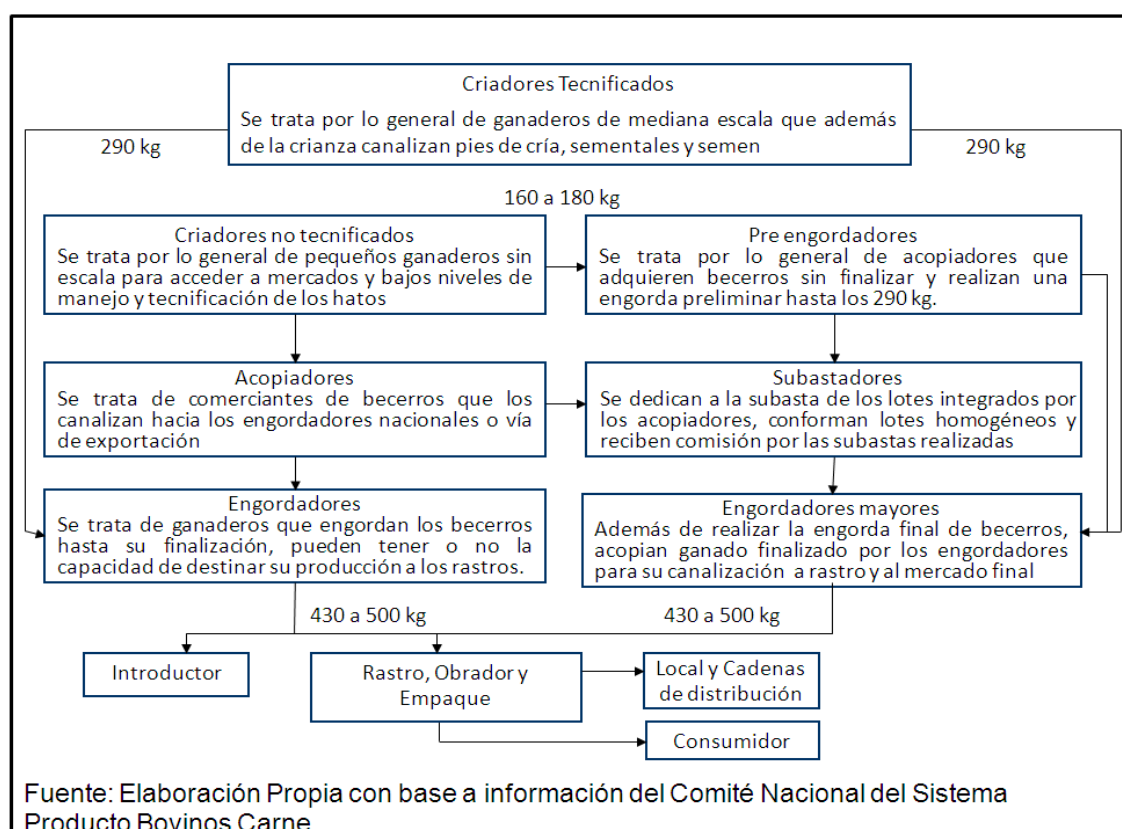 Criadores Tecnificados
Se trata por lo general de ganaderos de mediana escala que además
de la crianza canalizan pies de cría, sementales y semen
290 kg
290 kg
160 a 180 kg
Criadores no tecnificados
Se trata por lo general de pequeños ganaderos sin
escala para acceder a mercados y bajos niveles de
manejo y tecnificación de los hatos
Pre engordadores
Se trata por lo general de acopiadores que
adquieren becerros sin finalizar y realizan una
engorda preliminar hasta los 290 kg.
Acopiadores
Se trata de comerciantes de becerros que los
canalizan hacia los engordadores nacionales o vía
de exportación
Subastadores
Se dedican a la subasta de los lotes integrados por
los acopiadores, conforman lotes homogéneos y
reciben comisión por las subastas realizadas
Engordadores
Se trata de ganaderos que engordan los becerros
hasta su finalización, pueden tener o no la
capacidad de destinar su producción a los rastros.
Engordadores mayores
Además de realizar la engorda final de becerros,
acopian ganado finalizado por los engordadores
para su canalización a rastro y al mercado final
430 a 500 kg
430 a 500 kg
Introductor
Rastro, Obrador y
Empaque
Local y Cadenas
de distribución
Consumidor
Fuente: Elaboración Propia con base a información del Comité Nacional del Sistema
Producto Bovinos Carne